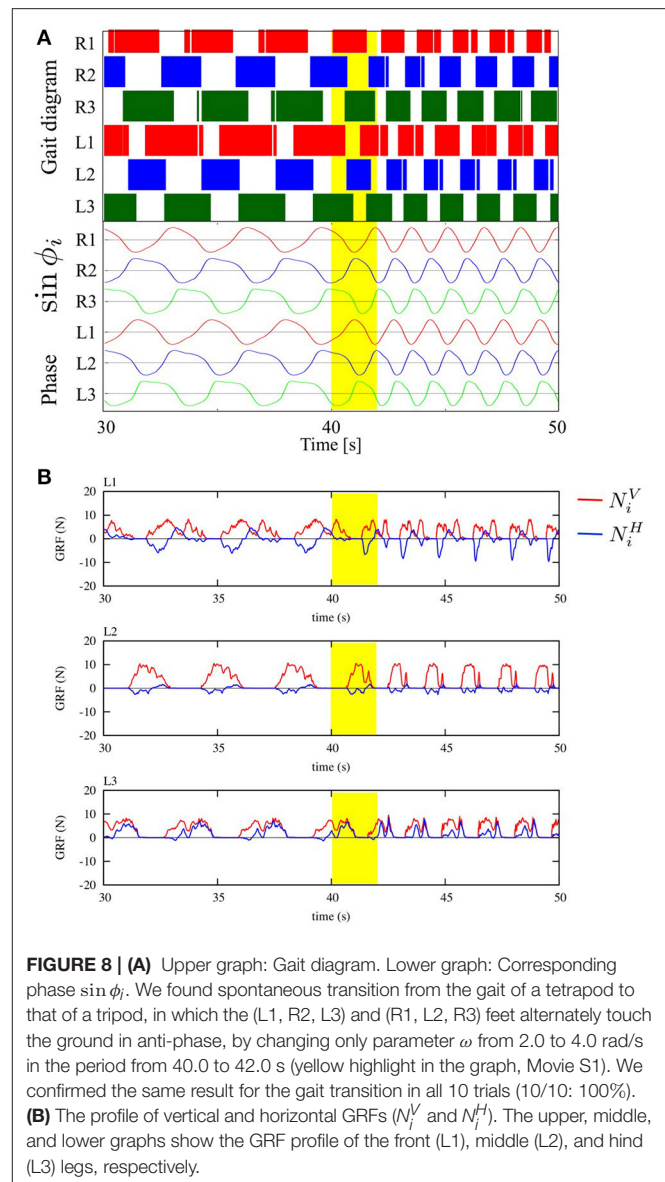 A
Gait diagram
R1
R2
R3
L1
L2
L3
sin ϕi
Phase
R1
R2
R3
L1
L2
L3
30 40 50
Time [s]
B
L1
GRF (N)
20
10
0
-10
-20
30 35 40 45 50
time (s)
N_i^V
N_i^H
L2
GRF (N)
20
10
0
-10
-20
30 35 40 45 50
time (s)
L3
GRF (N)
20
10
0
-10
-20
30 35 40 45 50
time (s)
FIGURE 8 | (A) Upper graph: Gait diagram. Lower graph: Corresponding
phase sin ϕi. We found spontaneous transition from the gait of a tetrapod to
that of a tripod, in which the (L1, R2, L3) and (R1, L2, R3) feet alternately touch
the ground in anti-phase, by changing only parameter ω from 2.0 to 4.0 rad/s
in the period from 40.0 to 42.0 s (yellow highlight in the graph, Movie S1). We
confirmed the same result for the gait transition in all 10 trials (10/10: 100%).
(B) The profile of vertical and horizontal GRFs (N_i^V and N_i^H). The upper, middle,
and lower graphs show the GRF profile of the front (L1), middle (L2), and hind
(L3) legs, respectively.